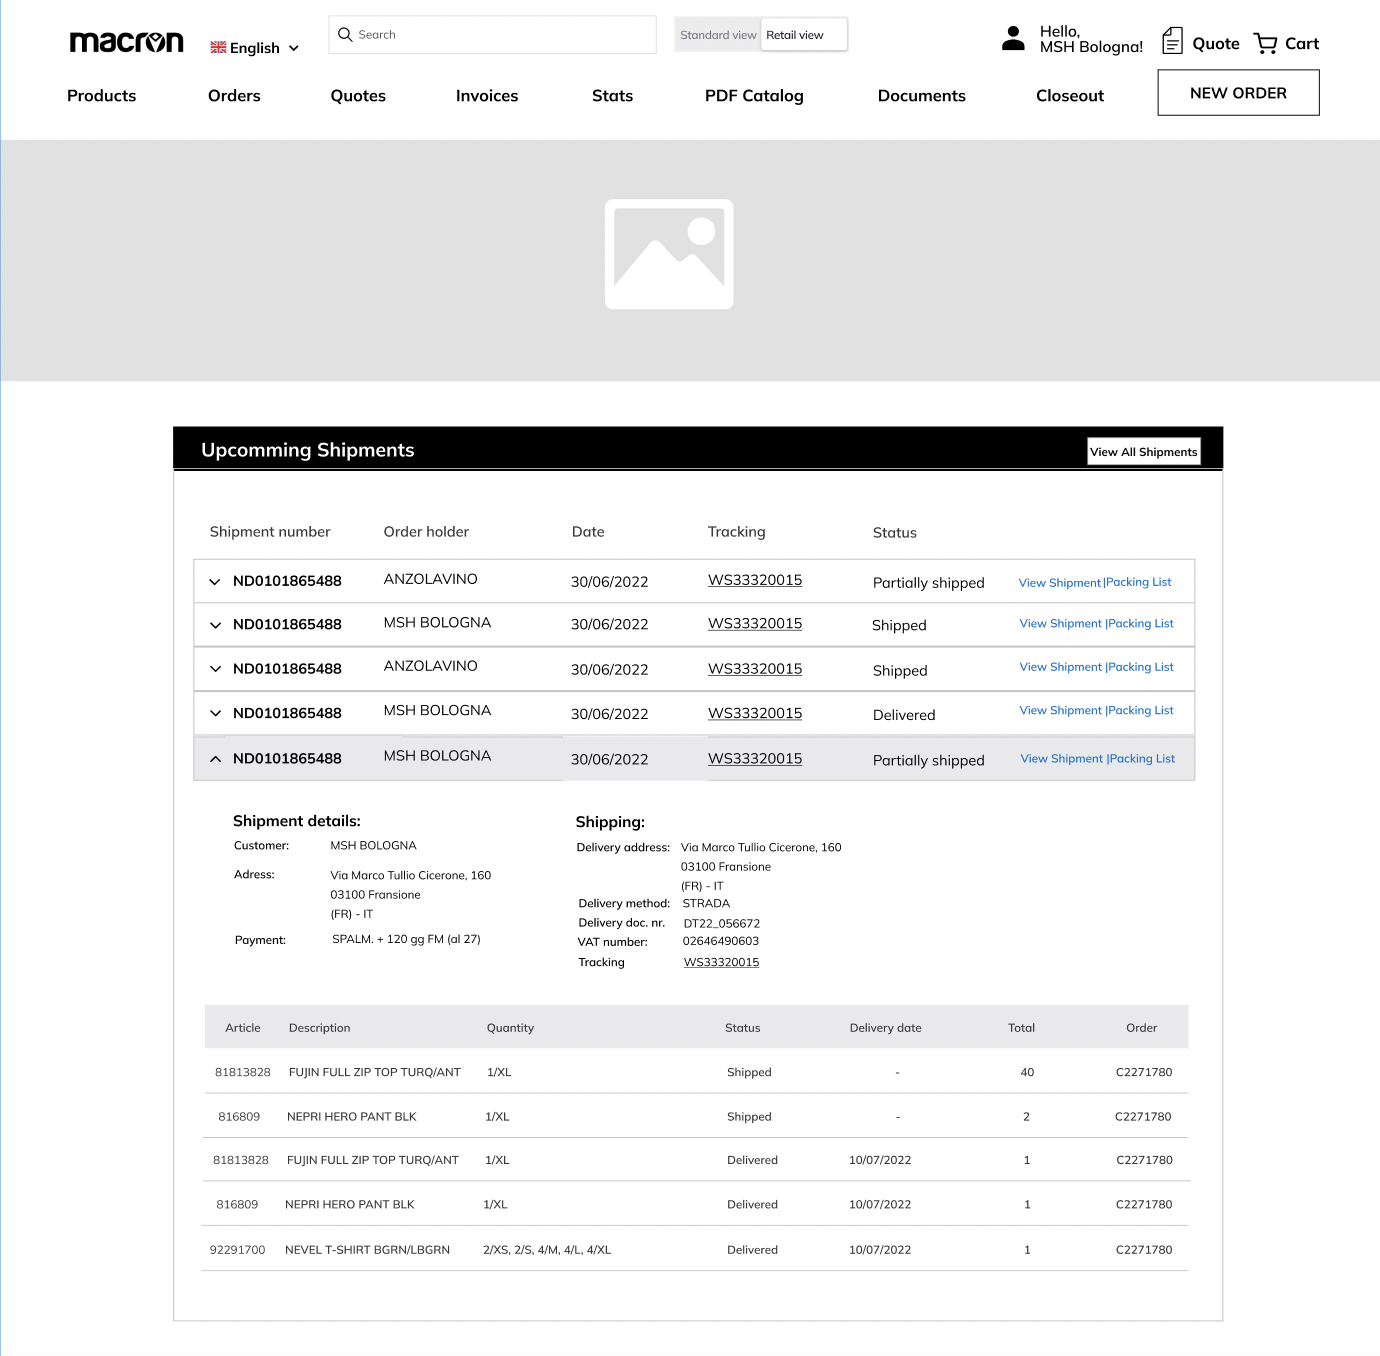 macron
English
Search
Standard view
Retail view
Hello,
MSH Bologna!
Quote
Cart
Products
Orders
Quotes
Invoices
Stats
PDF Catalog
Documents
Closeout
NEW ORDER
Upcomming Shipments
View All Shipments
Shipment number Order holder Date Tracking Status
ND0101865488 ANZOLAVINO 30/06/2022 WS33320015 Partially shipped View Shipment|Packing List
ND0101865488 MSH BOLOGNA 30/06/2022 WS33320015 Shipped View Shipment |Packing List
ND0101865488 ANZOLAVINO 30/06/2022 WS33320015 Shipped View Shipment |Packing List
ND0101865488 MSH BOLOGNA 30/06/2022 WS33320015 Delivered View Shipment |Packing List
ND0101865488 MSH BOLOGNA 30/06/2022 WS33320015 Partially shipped View Shipment |Packing List
Shipment details:
Customer: MSH BOLOGNA
Adress: Via Marco Tullio Cicerone, 160
03100 Fransione
(FR) - IT
Payment: SPALM. + 120 gg FM (al 27)
Shipping:
Delivery address: Via Marco Tullio Cicerone, 160
03100 Fransione
(FR) - IT
Delivery method: STRADA
Delivery doc. nr. DT22_056672
VAT number: 02646490603
Tracking WS33320015
Article Description Quantity Status Delivery date Total Order
81813828 FUJIN FULL ZIP TOP TURQ/ANT 1/XL Shipped - 40 C2271780
816809 NEPRI HERO PANT BLK 1/XL Shipped - 2 C2271780
81813828 FUJIN FULL ZIP TOP TURQ/ANT 1/XL Delivered 10/07/2022 1 C2271780
816809 NEPRI HERO PANT BLK 1/XL Delivered 10/07/2022 1 C2271780
92291700 NEVEL T-SHIRT BGRN/LBGRN 2/XS, 2/S, 4/M, 4/L, 4/XL Delivered 10/07/2022 1 C2271780